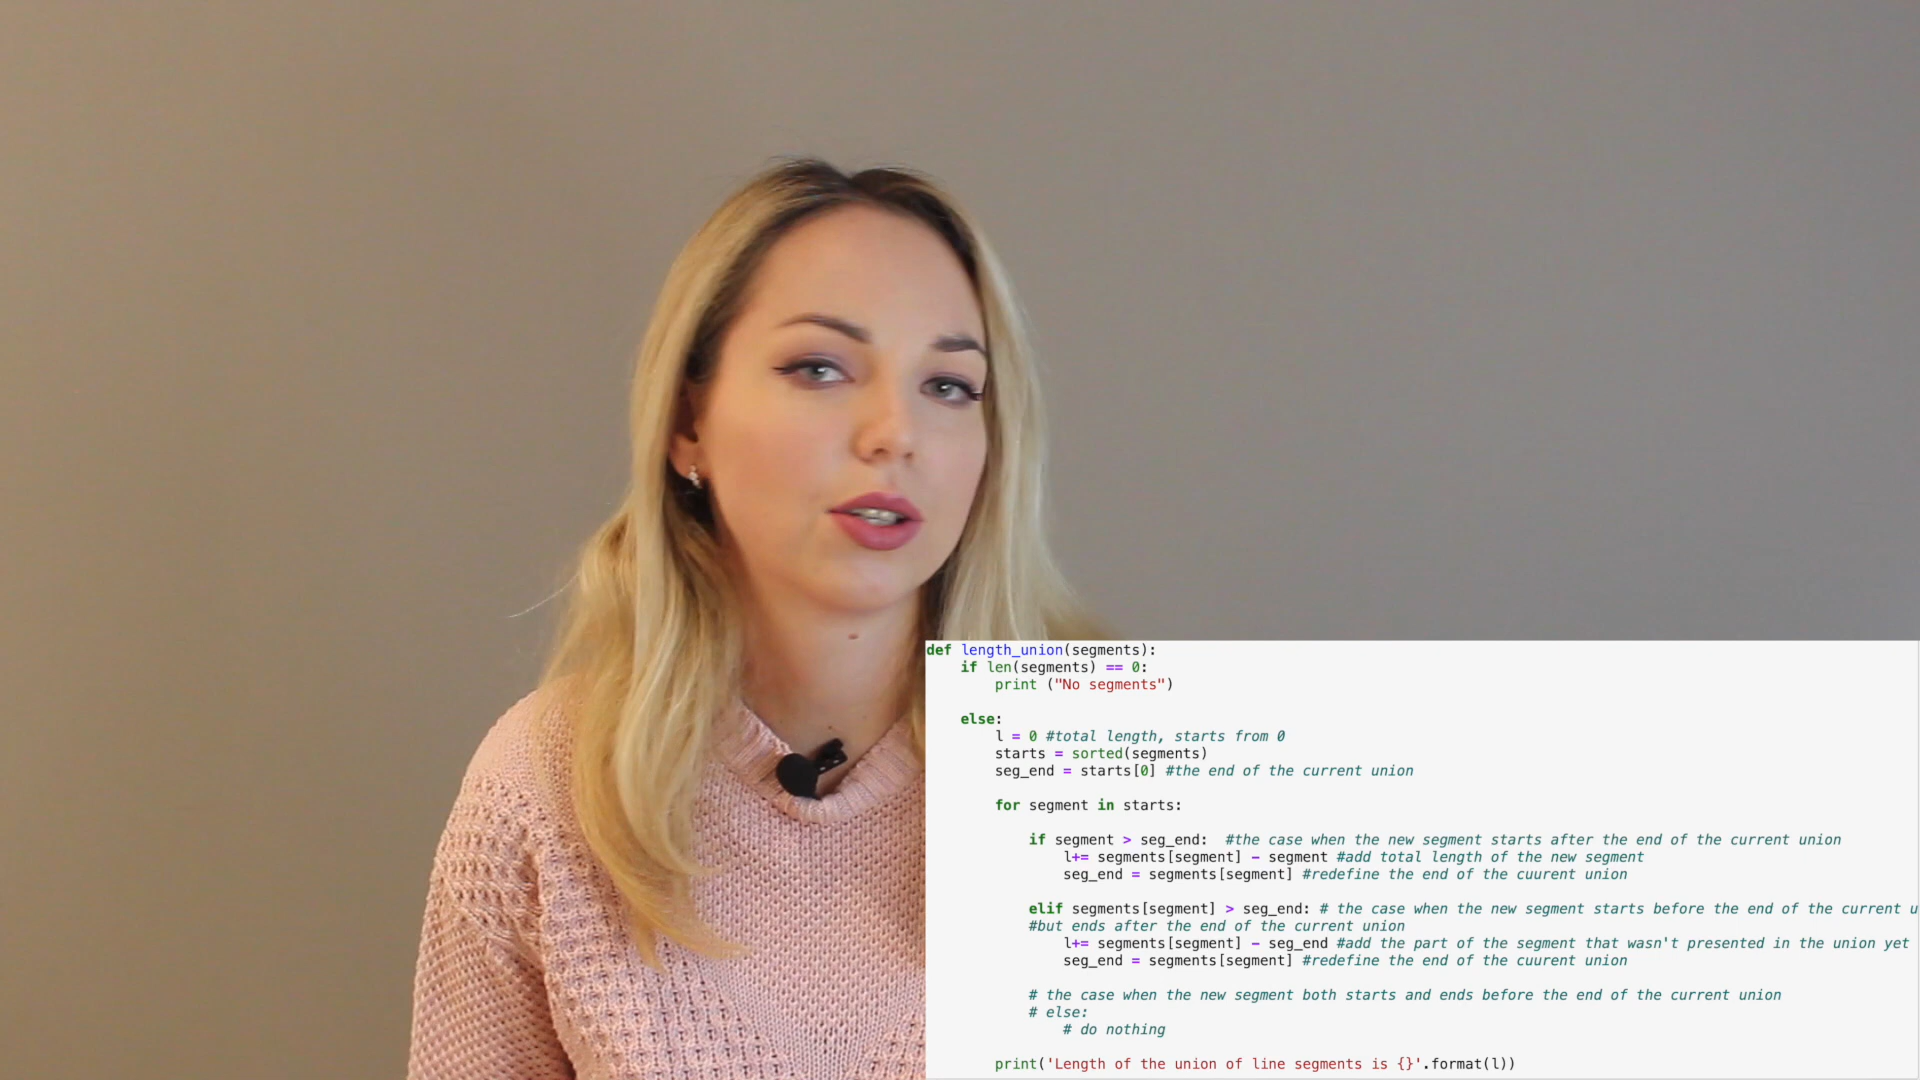 def length_union(segments):
if len(segments) == 0:
print ("No segments")
else:
l = 0 #total length, starts from 0
starts = sorted(segments)
seg_end = starts[0] #the end of the current union
for segment in starts:
if segment > seg_end:  #the case when the new segment starts after the end of the current union
l+= segments[segment] - segment #add total length of the new segment
seg_end = segments[segment] #redefine the end of the cuurent union
elif segments[segment] > seg_end: # the case when the new segment starts before the end of the current u
#but ends after the end of the current union
l+= segments[segment] - seg_end #add the part of the segment that wasn't presented in the union yet
seg_end = segments[segment] #redefine the end of the cuurent union
# the case when the new segment both starts and ends before the end of the current union
# else:
# do nothing
print('Length of the union of line segments is {}'.format(l))